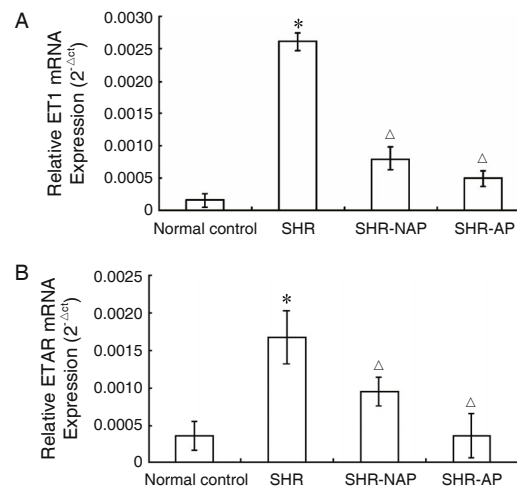 A
Relative ET1 mRNA
Expression (2-△ct)
0.0030
0.0025
0.0020
0.0015
0.0010
0.0005
0
*
△
△
Normal control SHR SHR-NAP SHR-AP
B
Relative ETAR mRNA
Expression (2-△ct)
0.0025
0.0020
0.0015
0.0010
0.0005
0
*
△
△
Normal control SHR SHR-NAP SHR-AP